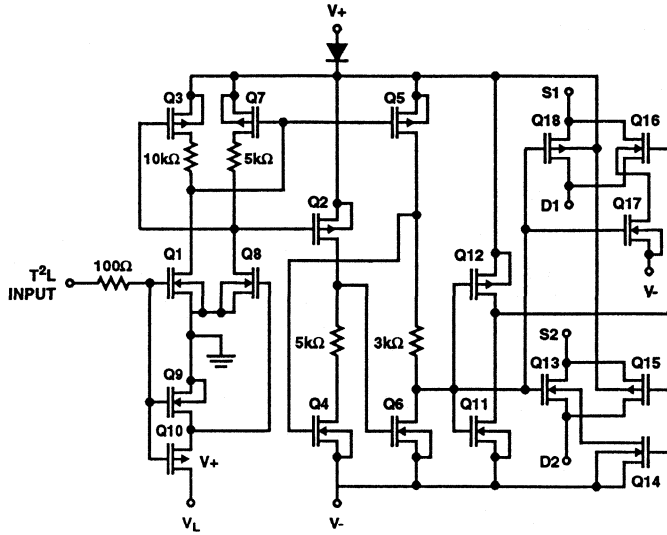 V+
Q3
Q7
Q5
S1
Q18
Q16
10kΩ
5kΩ
Q2
D1
Q17
T²L
INPUT
100Ω
Q1
Q8
Q12
V-
S2
5kΩ
3kΩ
Q13
Q15
Q9
Q4
Q6
Q11
Q10
V+
D2
Q14
VL
V-